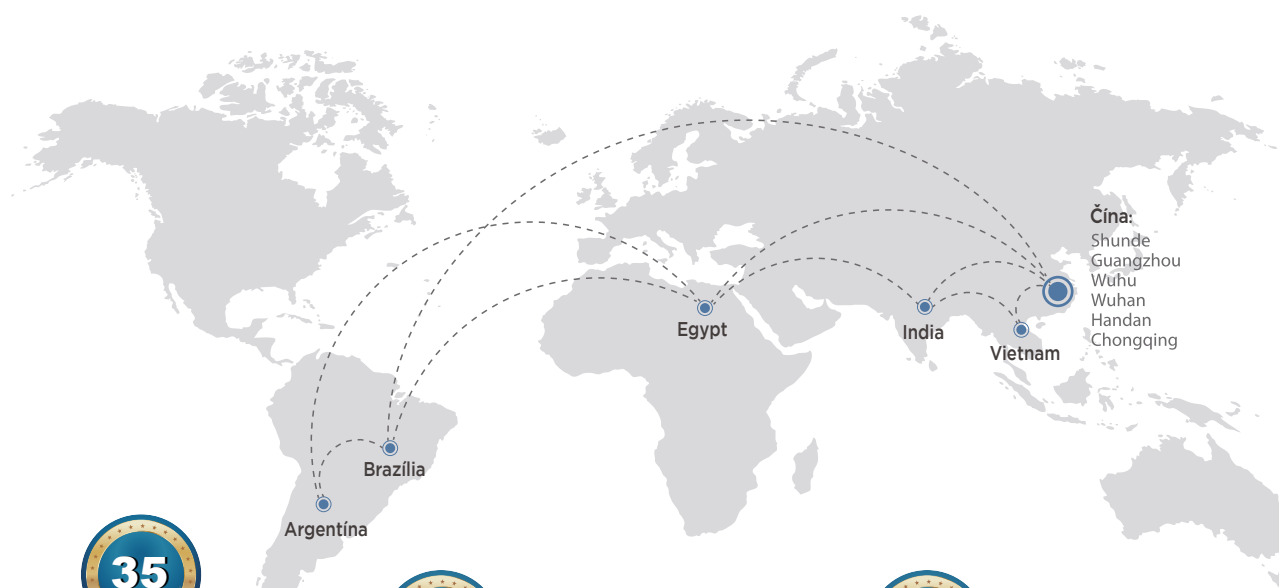 Čína:
Shunde
Guangzhou
Wuhu
Wuhan
Handan
Chongqing
Egypt
India
Vietnam
Brazília
Argentína
35